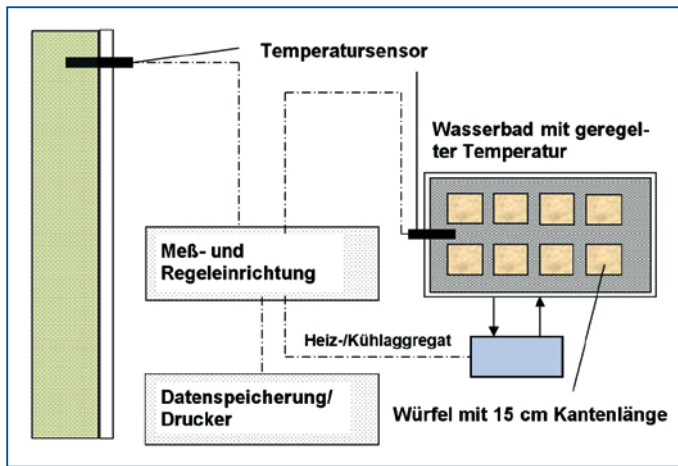 Temperatursensor
Wasserbad mit geregel-
ter Temperatur
Meß- und
Regeleinrichtung
Heiz-/Kühlaggregat
Datenspeicherung/
Drucker
Würfel mit 15 cm Kantenlänge